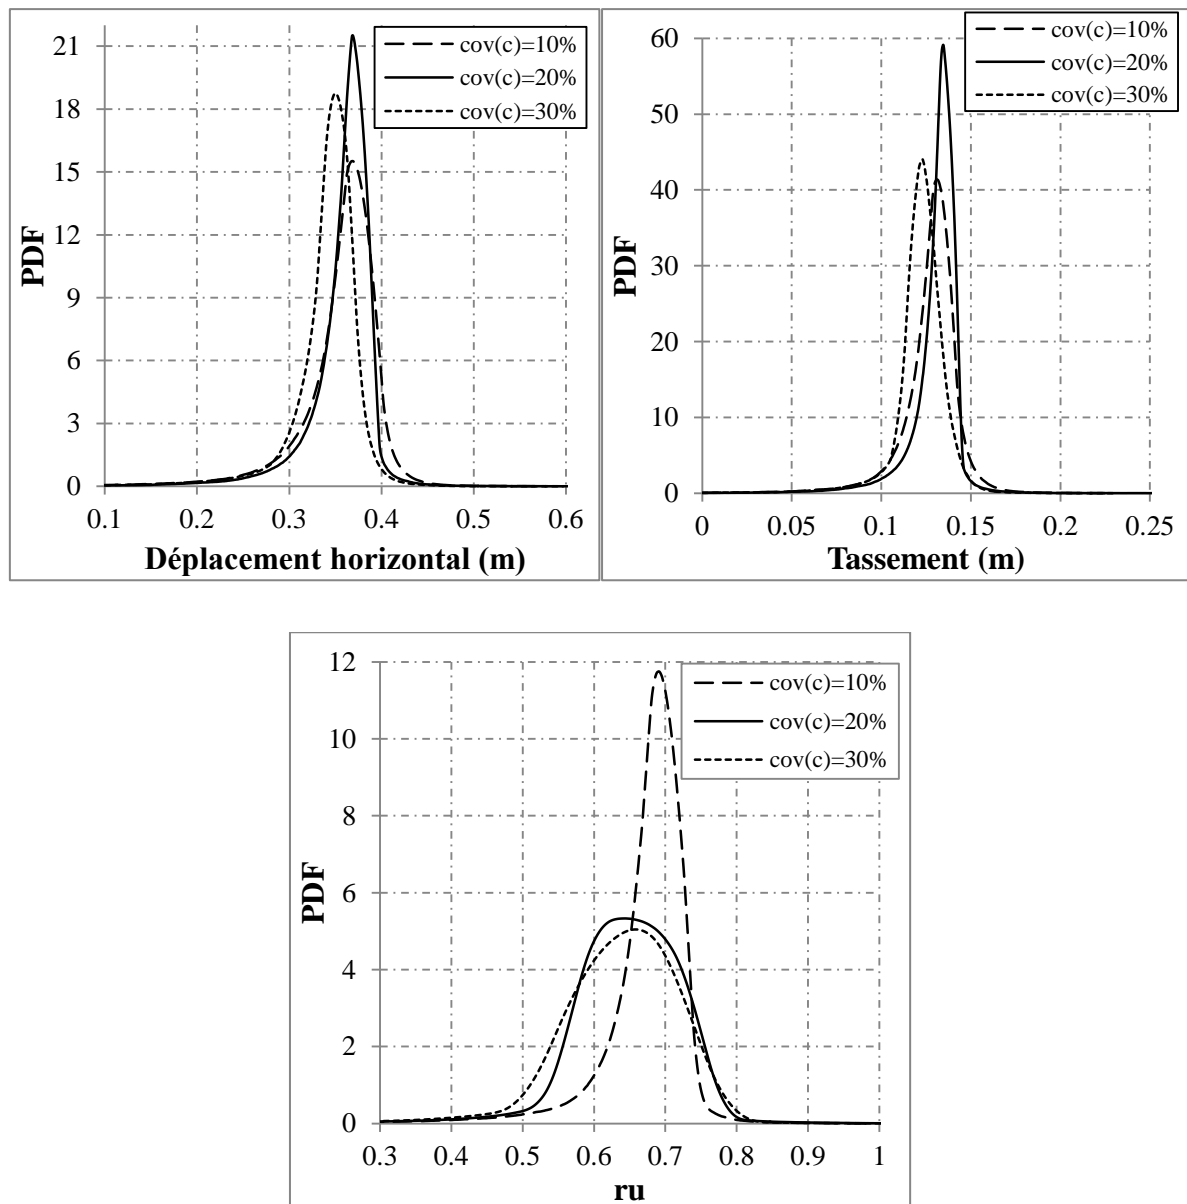 21
18
15
12
9
6
3
0
PDF
cov(c)=10%
cov(c)=20%
cov(c)=30%
0.1 0.2 0.3 0.4 0.5 0.6
Déplacement horizontal (m)
60
50
40
30
20
10
0
PDF
cov(c)=10%
cov(c)=20%
cov(c)=30%
0 0.05 0.1 0.15 0.2 0.25
Tassement (m)
12
10
8
6
4
2
0
PDF
cov(c)=10%
cov(c)=20%
cov(c)=30%
0.3 0.4 0.5 0.6 0.7 0.8 0.9 1
ru